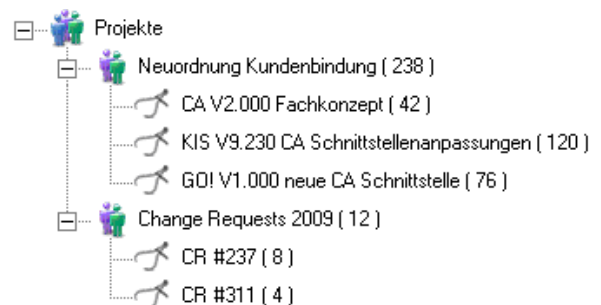 Projekte
Neuordnung Kundenbindung ( 238 )
CA V2.000 Fachkonzept ( 42 )
KIS V9.230 CA Schnittstellenanpassungen ( 120 )
GO! V1.000 neue CA Schnittstelle ( 76 )
Change Requests 2009 ( 12 )
CR #237 ( 8 )
CR #311 ( 4 )